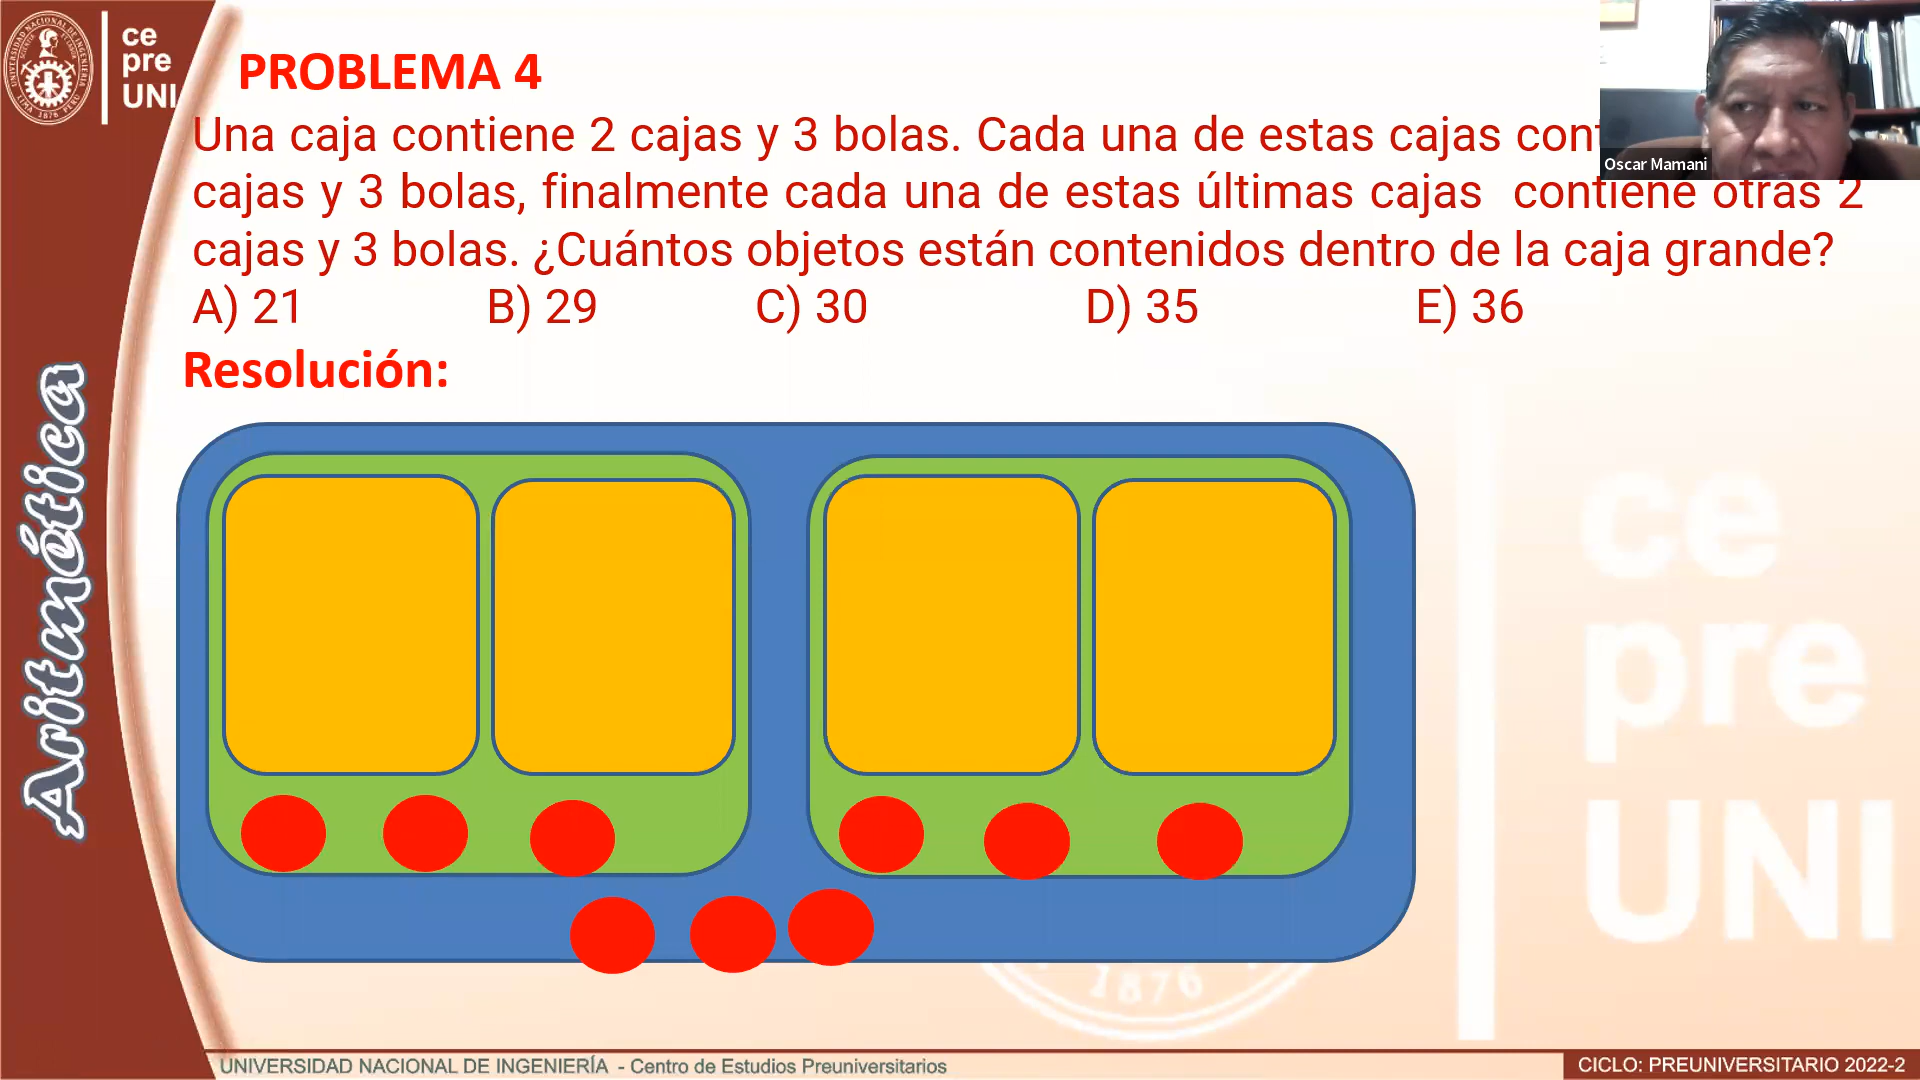 ce
pre
UNI
PROBLEMA 4
Una caja contiene 2 cajas y 3 bolas. Cada una de estas cajas
Oscar Mamani
cajas y 3 bolas, finalmente cada una de estas últimas cajas contiene otras 2
cajas y 3 bolas. ¿Cuántos objetos están contenidos dentro de la caja grande?
A) 21 B) 29 C) 30 D) 35 E) 36
Resolución:
Aritmética
ce
pre
UNI
1876
UNIVERSIDAD NACIONAL DE INGENIERÍA - Centro de Estudios Preuniversitarios
CICLO: PREUNIVERSITARIO 2022-2